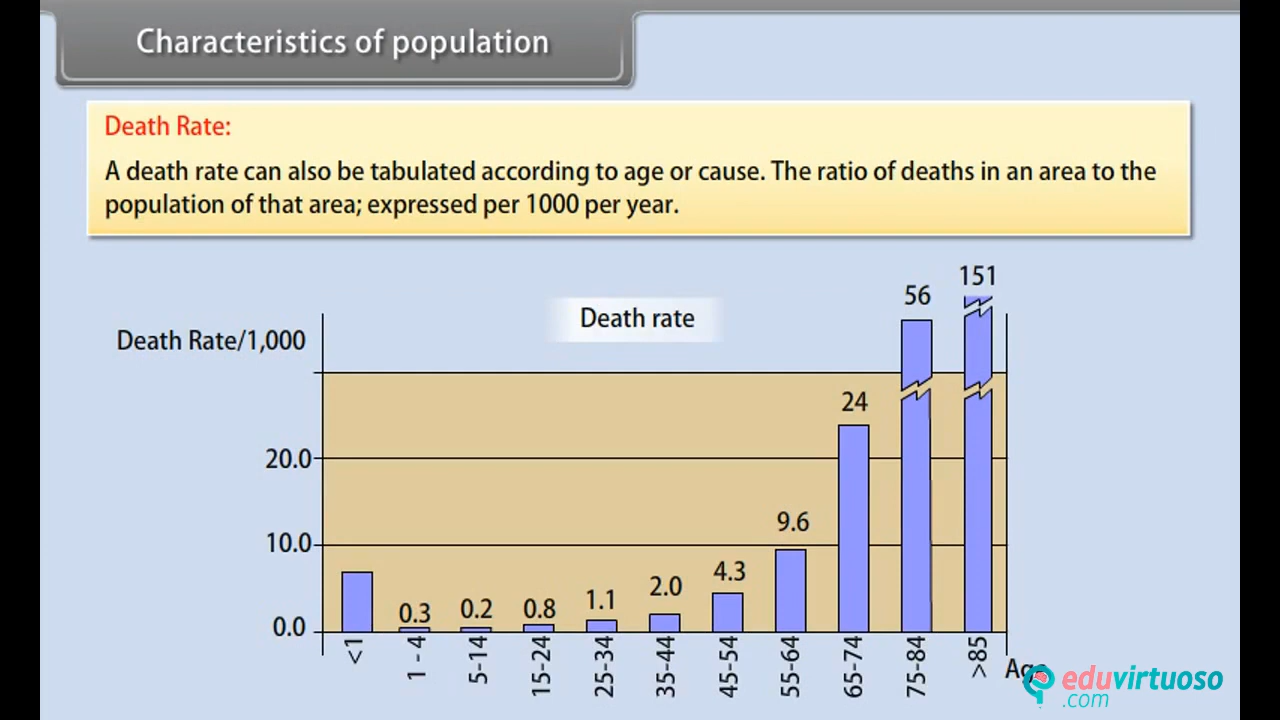 Characteristics of population
Death Rate:
A death rate can also be tabulated according to age or cause. The ratio of deaths in an area to the
population of that area; expressed per 1000 per year.
151
56
Death rate
Death Rate/1,000
24
20.0
9.6
10.0
4.3
2.0
1.1
0.8
0.3 0.2
0.0
<1 1 - 4 5-14 15-24 25-34 35-44 45-54 55-64 65-74 75-84 >85
Age
eduvirtuoso
.com